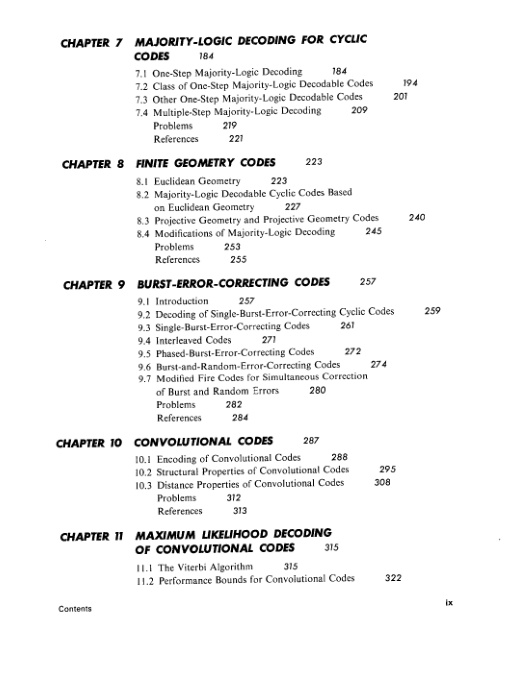 CHAPTER 7 MAJORITY-LOGIC DECODING FOR CYCLIC
CODES 184
7.1 One-Step Majority-Logic Decoding 184
7.2 Class of One-Step Majority-Logic Decodable Codes 194
7.3 Other One-Step Majority-Logic Decodable Codes 201
7.4 Multiple-Step Majority-Logic Decoding 209
Problems 219
References 221
CHAPTER 8 FINITE GEOMETRY CODES 223
8.1 Euclidean Geometry 223
8.2 Majority-Logic Decodable Cyclic Codes Based
on Euclidean Geometry 227
8.3 Projective Geometry and Projective Geometry Codes 240
8.4 Modifications of Majority-Logic Decoding 245
Problems 253
References 255
CHAPTER 9 BURST-ERROR-CORRECTING CODES 257
9.1 Introduction 257
9.2 Decoding of Single-Burst-Error-Correcting Cyclic Codes 259
9.3 Single-Burst-Error-Correcting Codes 261
9.4 Interleaved Codes 271
9.5 Phased-Burst-Error-Correcting Codes 272
9.6 Burst-and-Random-Error-Correcting Codes 274
9.7 Modified Fire Codes for Simultaneous Correction
of Burst and Random Errors 280
Problems 282
References 284
CHAPTER 10 CONVOLUTIONAL CODES 287
10.1 Encoding of Convolutional Codes 288
10.2 Structural Properties of Convolutional Codes 295
10.3 Distance Properties of Convolutional Codes 308
Problems 312
References 313
CHAPTER 11 MAXIMUM LIKELIHOOD DECODING
OF CONVOLUTIONAL CODES 315
11.1 The Viterbi Algorithm 315
11.2 Performance Bounds for Convolutional Codes 322
Contents ix